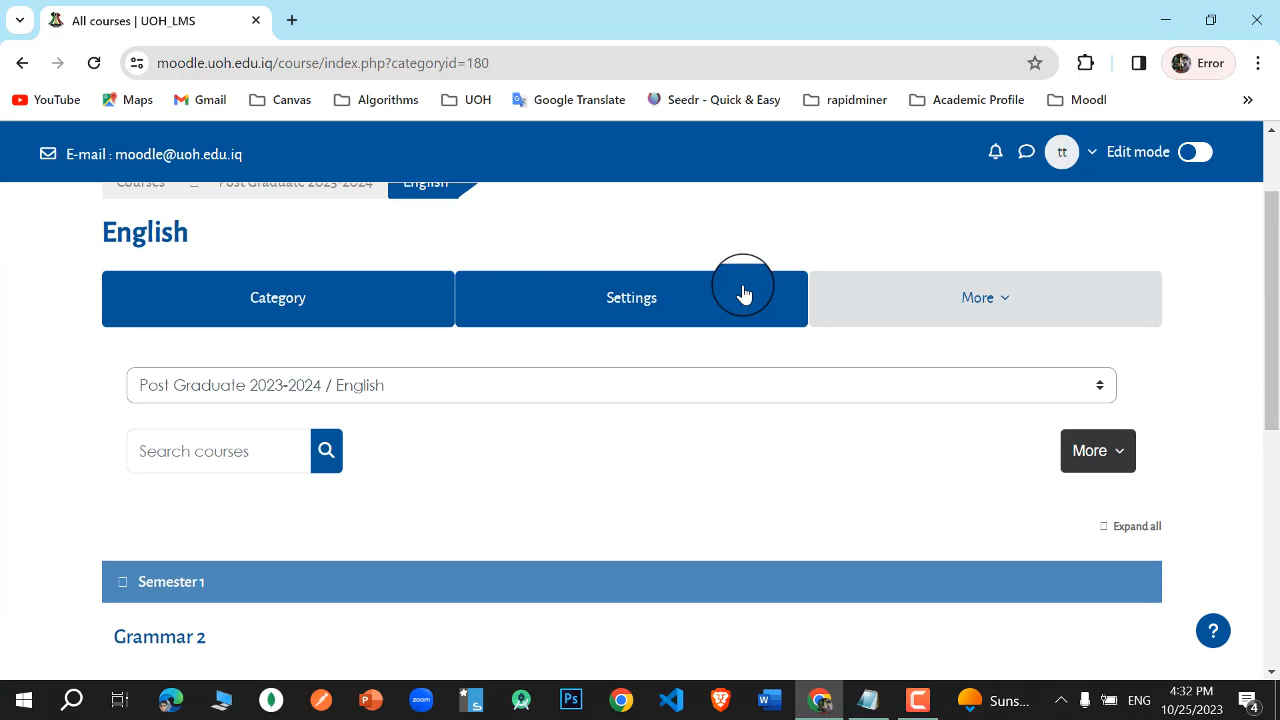 All courses | UOH_LMS
moodle.uoh.edu.iq/course/index.php?categoryid=180
Error
YouTube
Maps
Gmail
Canvas
Algorithms
UOH
Google Translate
Seedr - Quick & Easy
rapidminer
Academic Profile
Moodl
E-mail : moodle@uoh.edu.iq
tt
Edit mode
Courses
Post Graduate 2023-2024
English
English
Category
Settings
More
Post Graduate 2023-2024 / English
Search courses
More
Expand all
Semester 1
Grammar 2
?
zoom
Ps
Suns...
ENG
4:32 PM
10/25/2023
4